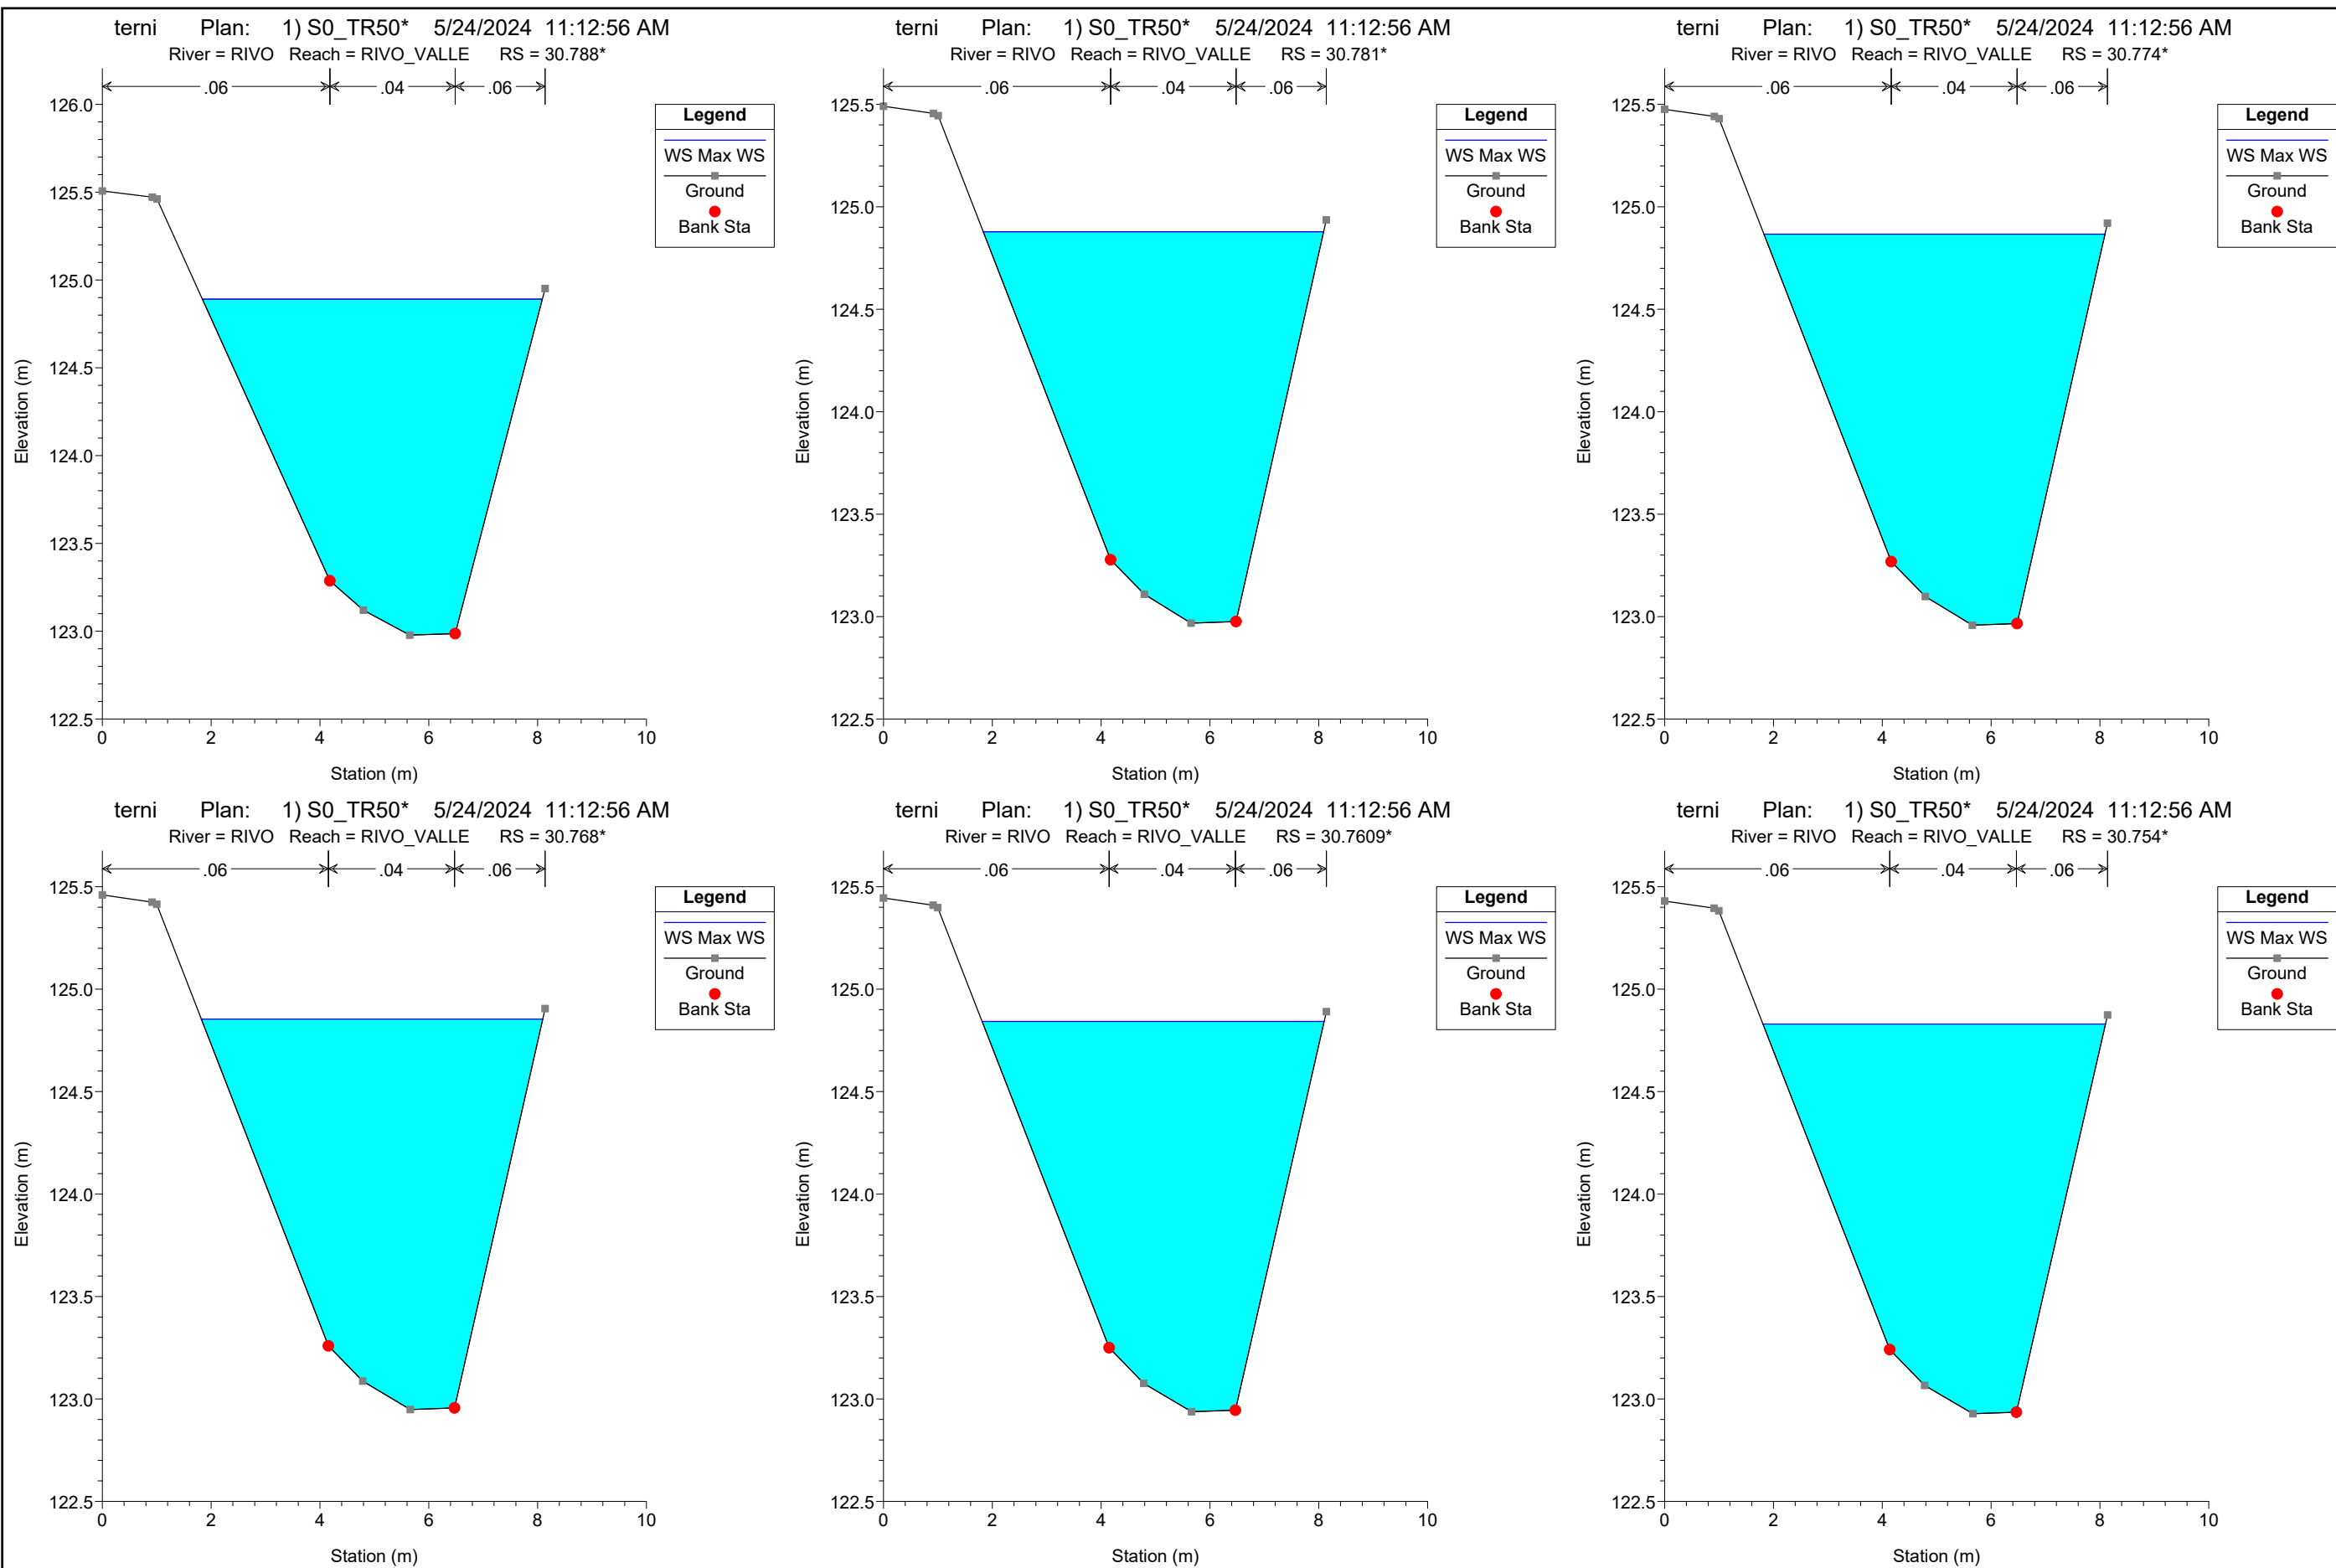 terni Plan: 1) S0_TR50* 5/24/2024 11:12:56 AM
River = RIVO Reach = RIVO_VALLE RS = 30.788*
.06 .04 .06
126.0
125.5
125.0
124.5
124.0
123.5
123.0
122.5
0 2 4 6 8 10
Elevation (m)
Station (m)
Legend
WS Max WS
Ground
Bank Sta
terni Plan: 1) S0_TR50* 5/24/2024 11:12:56 AM
River = RIVO Reach = RIVO_VALLE RS = 30.781*
.06 .04 .06
125.5
125.0
124.5
124.0
123.5
123.0
122.5
0 2 4 6 8 10
Elevation (m)
Station (m)
Legend
WS Max WS
Ground
Bank Sta
terni Plan: 1) S0_TR50* 5/24/2024 11:12:56 AM
River = RIVO Reach = RIVO_VALLE RS = 30.774*
.06 .04 .06
125.5
125.0
124.5
124.0
123.5
123.0
122.5
0 2 4 6 8 10
Elevation (m)
Station (m)
Legend
WS Max WS
Ground
Bank Sta
terni Plan: 1) S0_TR50* 5/24/2024 11:12:56 AM
River = RIVO Reach = RIVO_VALLE RS = 30.768*
.06 .04 .06
125.5
125.0
124.5
124.0
123.5
123.0
122.5
0 2 4 6 8 10
Elevation (m)
Station (m)
Legend
WS Max WS
Ground
Bank Sta
terni Plan: 1) S0_TR50* 5/24/2024 11:12:56 AM
River = RIVO Reach = RIVO_VALLE RS = 30.7609*
.06 .04 .06
125.5
125.0
124.5
124.0
123.5
123.0
122.5
0 2 4 6 8 10
Elevation (m)
Station (m)
Legend
WS Max WS
Ground
Bank Sta
terni Plan: 1) S0_TR50* 5/24/2024 11:12:56 AM
River = RIVO Reach = RIVO_VALLE RS = 30.754*
.06 .04 .06
125.5
125.0
124.5
124.0
123.5
123.0
122.5
0 2 4 6 8 10
Elevation (m)
Station (m)
Legend
WS Max WS
Ground
Bank Sta